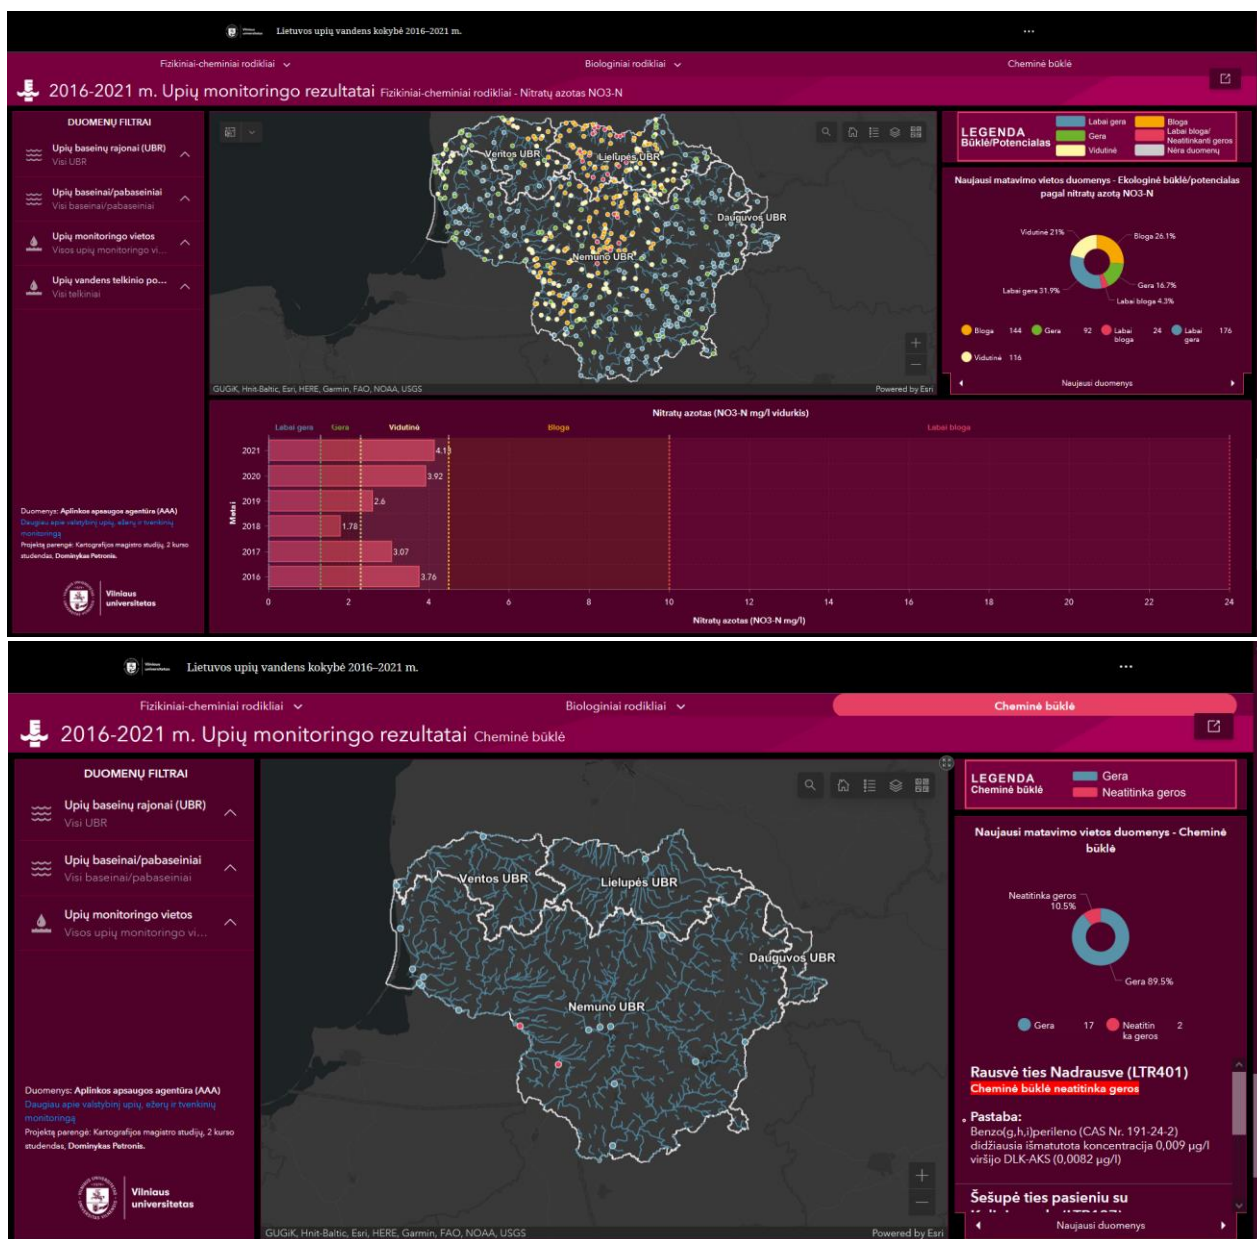 Lietuvos upių vandens kokybė 2016–2021 m.
Fizikiniai-cheminiai rodikliai
Biologiniai rodikliai
Cheminė būklė
2016-2021 m. Upių monitoringo rezultatai Fizikiniai-cheminiai rodikliai - Nitratų azotas NO3-N
DUOMENŲ FILTRAI
Upių baseinų rajonai (UBR)
Visi UBR
Upių baseinai/pabaseiniai
Visi baseinai/pabaseiniai
Upių monitoringo vietos
Visos upių monitoringo vi...
Upių vandens telkinio po...
Visi telkiniai
Duomenys: Aplinkos apsaugos agentūra (AAA)
Daugiau apie valstybinį upių, ežerų ir tvenkinių
monitoringą
Projektą parengė: Kartografijos magistro studijų, 2 kurso
studendas, Dominykas Petronis.
Vilniaus
universitetas
Ventos UBR
Lielupės UBR
Dauguvos UBR
Nemuno UBR
GUGiK, Hnit-Baltic, Esri, HERE, Garmin, FAO, NOAA, USGS
Powered by Esri
LEGENDA
Būklė/Potencialas
Labai gera
Gera
Vidutinė
Bloga
Labai bloga/
Neatitinkanti geros
Nėra duomenų
Naujausi matavimo vietos duomenys - Ekologinė būklė/potencialas
pagal nitratų azotą NO3-N
Vidutinė 21%
Bloga 26.1%
Gera 16.7%
Labai bloga 4.3%
Labai gera 31.9%
Bloga 144
Gera 92
Labai bloga 24
Labai gera 176
Vidutinė 116
Naujausi duomenys
Nitratų azotas (NO3-N mg/l vidurkis)
Labai gera Gera Vidutinė Bloga Labai bloga
Metai
2021 4.13
2020 3.92
2019 2.6
2018 1.78
2017 3.07
2016 3.76
0 2 4 6 8 10 12 14 16 18 20 22 24
Nitratų azotas (NO3-N mg/l)
Lietuvos upių vandens kokybė 2016–2021 m.
Fizikiniai-cheminiai rodikliai
Biologiniai rodikliai
Cheminė būklė
2016-2021 m. Upių monitoringo rezultatai Cheminė būklė
DUOMENŲ FILTRAI
Upių baseinų rajonai (UBR)
Visi UBR
Upių baseinai/pabaseiniai
Visi baseinai/pabaseiniai
Upių monitoringo vietos
Visos upių monitoringo vi...
Duomenys: Aplinkos apsaugos agentūra (AAA)
Daugiau apie valstybinį upių, ežerų ir tvenkinių
monitoringą
Projektą parengė: Kartografijos magistro studijų, 2 kurso
studendas, Dominykas Petronis.
Vilniaus
universitetas
Ventos UBR
Lielupės UBR
Dauguvos UBR
Nemuno UBR
GUGiK, Hnit-Baltic, Esri, HERE, Garmin, FAO, NOAA, USGS
Powered by Esri
LEGENDA
Cheminė būklė
Gera
Neatitinka geros
Naujausi matavimo vietos duomenys - Cheminė
būklė
Neatitinka geros
10.5%
Gera 89.5%
Gera 17
Neatitin
ka geros 2
Rausvė ties Nadrausve (LTR401)
Cheminė būklė neatitinka geros
Pastaba:
Benzo(g,h,i)perileno (CAS Nr. 191-24-2)
didžiausia išmatutota koncentracija 0,009 µg/l
viršijo DLK-AKS (0,0082 µg/l)
Šešupė ties pasieniu su
Naujausi duomenys